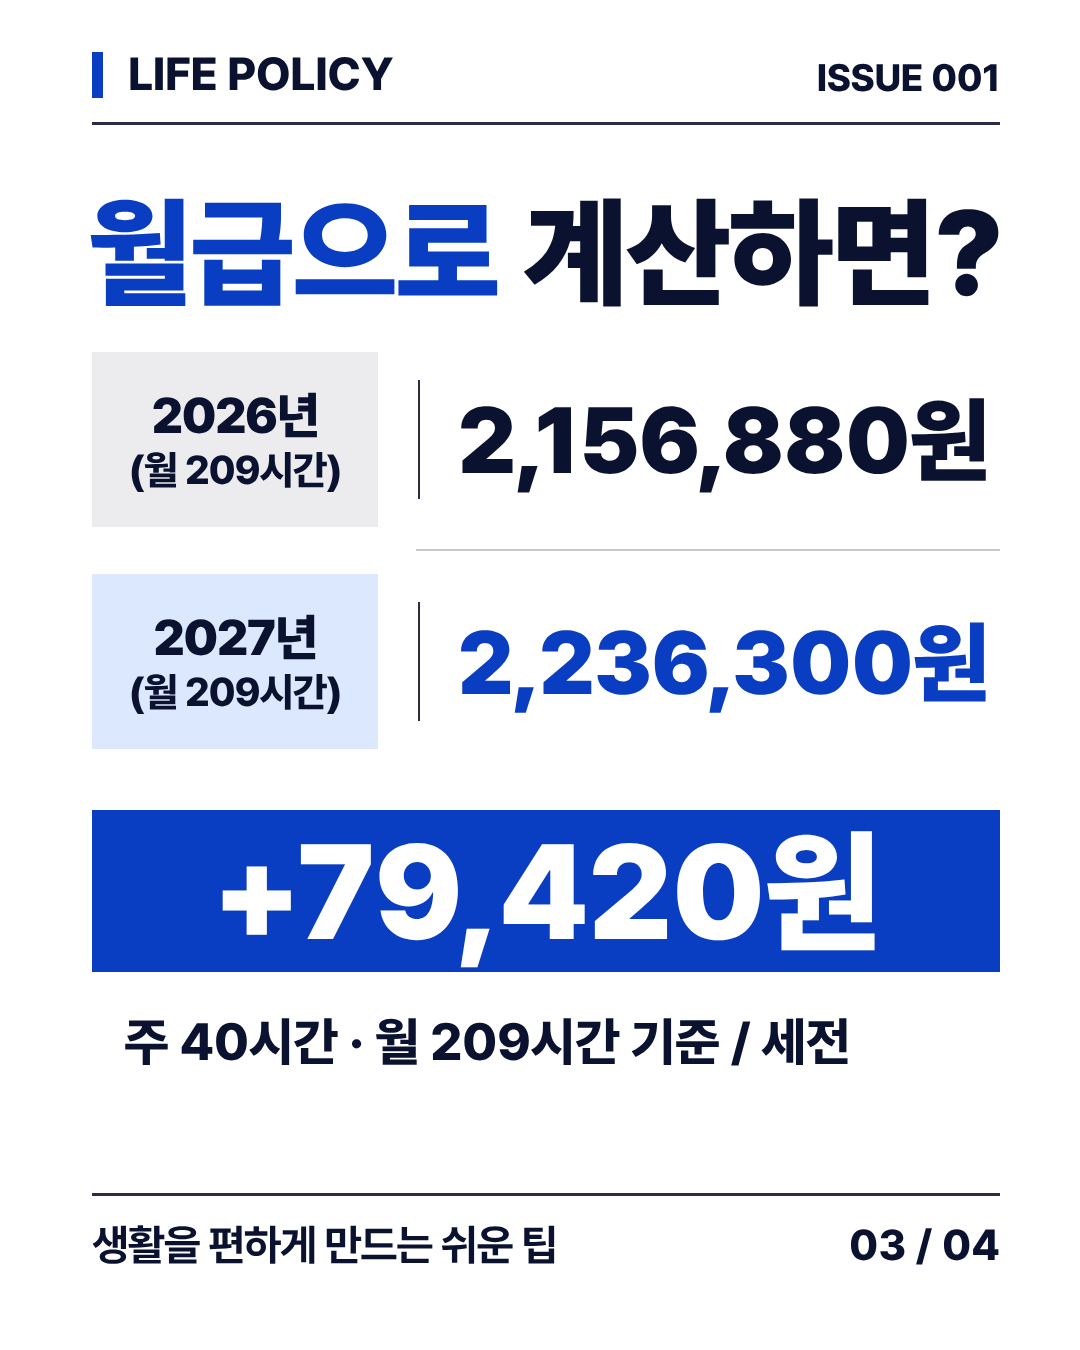 LIFE POLICY
ISSUE 001
월급으로 계산하면?
2026년
(월 209시간)
2,156,880원
2027년
(월 209시간)
2,236,300원
+79,420원
주 40시간 · 월 209시간 기준 / 세전
생활을 편하게 만드는 쉬운 팁
03 / 04